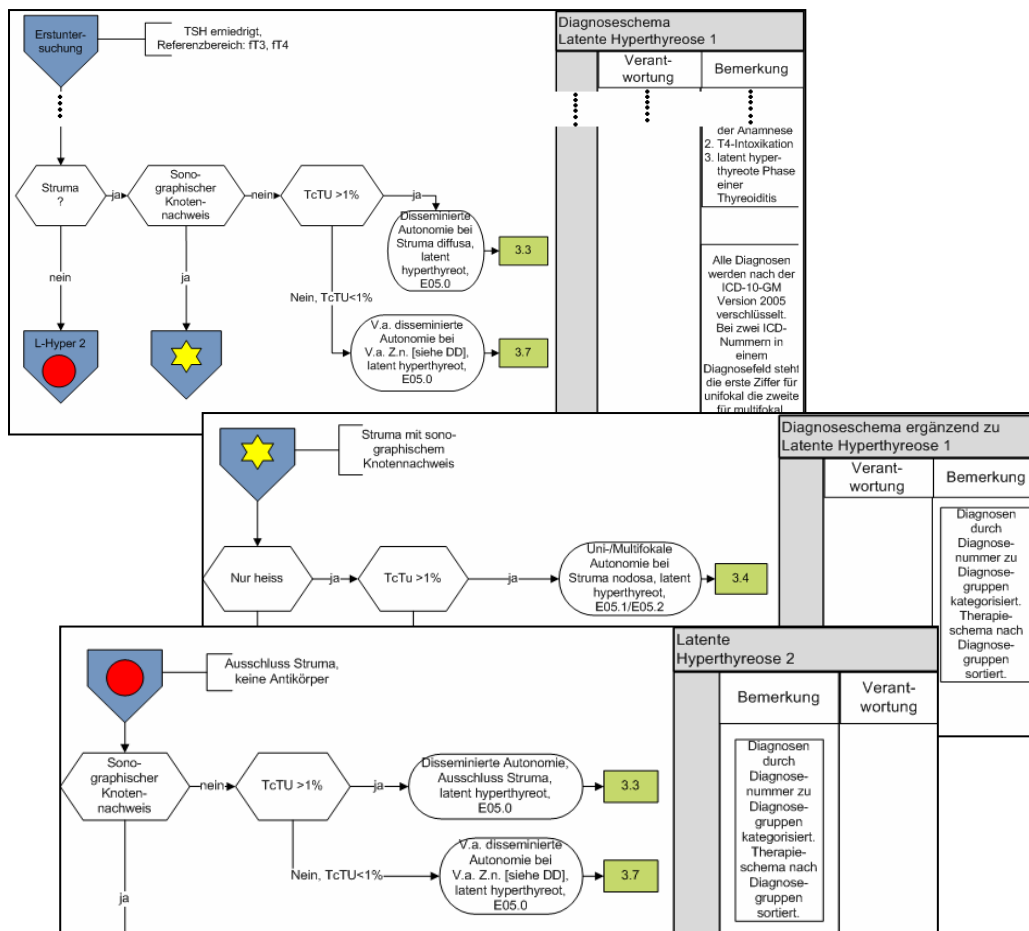 Erstunter-
suchung
TSH erniedrigt,
Referenzbereich: fT3, fT4
Diagnoseschema
Latente Hyperthyreose 1
Verant-
wortung
Bemerkung
der Anamnese
2. T4-Intoxikation
3. latent hyper-
thyreote Phase
einer
Thyreoiditis
Struma
?
ja
Sono-
graphischer
Knoten-
nachweis
nein
TcTU >1%
ja
Disseminierte
Autonomie bei
Struma diffusa,
latent
hyperthyreot,
E05.0
3.3
nein
ja
Nein, TcTU<1%
L-Hyper 2
V.a. disseminierte
Autonomie bei
V.a. Z.n. [siehe DD],
latent hyperthyreot,
E05.0
3.7
Alle Diagnosen
werden nach der
ICD-10-GM
Version 2005
verschlüsselt.
Bei zwei ICD-
Nummern in
einem
Diagnosefeld steht
die erste Ziffer für
unifokal die zweite
für multifokal
Struma mit sono-
graphischem
Knotennachweis
Diagnoseschema ergänzend zu
Latente Hyperthyreose 1
Verant-
wortung
Bemerkung
Nur heiss
ja
TcTu >1%
ja
Uni-/Multifokale
Autonomie bei
Struma nodosa, latent
hyperthyreot,
E05.1/E05.2
3.4
Diagnosen
durch
Diagnose-
nummer zu
Diagnose-
gruppen
kategorisiert.
Therapie-
schema nach
Diagnose-
gruppen
sortiert.
Ausschluss Struma,
keine Antikörper
Latente
Hyperthyreose 2
Bemerkung
Verant-
wortung
Sono-
graphischer
Knoten-
nachweis
nein
TcTU >1%
ja
Disseminierte Autonomie,
Ausschluss Struma,
latent hyperthyreot,
E05.0
3.3
Nein, TcTU<1%
V.a. disseminierte
Autonomie bei
V.a. Z.n. [siehe DD],
latent hyperthyreot,
E05.0
3.7
ja
Diagnosen
durch
Diagnose-
nummer zu
Diagnose-
gruppen
kategorisiert.
Therapie-
schema nach
Diagnose-
gruppen
sortiert.